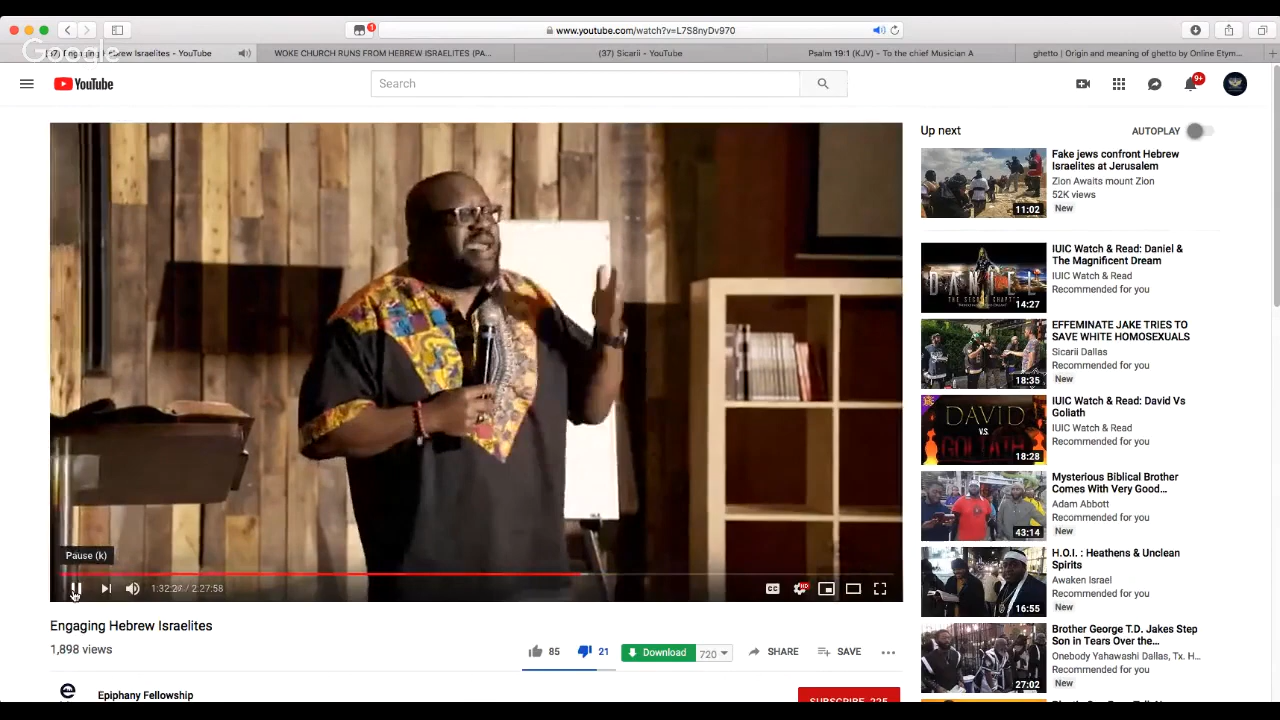 1
www.youtube.com/watch?v=L7S8nyDv970
Google
WOKE CHURCH RUNS FROM HEBREW ISRAELITES (PA...
(37) Sicarii - YouTube
Psalm 19:1 (KJV) - To the chief Musician A
ghetto | Origin and meaning of ghetto by Online Etym...
YouTube
Search
9+
Up next
AUTOPLAY
Fake jews confront Hebrew
Israelites at Jerusalem
Zion Awaits mount Zion
52K views
New
11:02
IUIC Watch & Read: Daniel &
The Magnificent Dream
IUIC Watch & Read
Recommended for you
DANIEL
14:27
EFFEMINATE JAKE TRIES TO
SAVE WHITE HOMOSEXUALS
Sicarii Dallas
Recommended for you
New
18:35
IUIC Watch & Read: David Vs
Goliath
IUIC Watch & Read
Recommended for you
DAVID
V.S.
GOLIATH
18:28
Mysterious Biblical Brother
Comes With Very Good...
Adam Abbott
Recommended for you
New
43:14
H.O.I. : Heathens & Unclean
Spirits
Awaken Israel
Recommended for you
New
16:55
Brother George T.D. Jakes Step
Son in Tears Over the...
Onebody Yahawashi Dallas, Tx. H...
Recommended for you
New
27:02
Pause (k)
/ 2:27:58
CC
HD
Engaging Hebrew Israelites
1,898 views
85
21
Download
720
SHARE
SAVE
Epiphany Fellowship
SUBSCRIBE 225